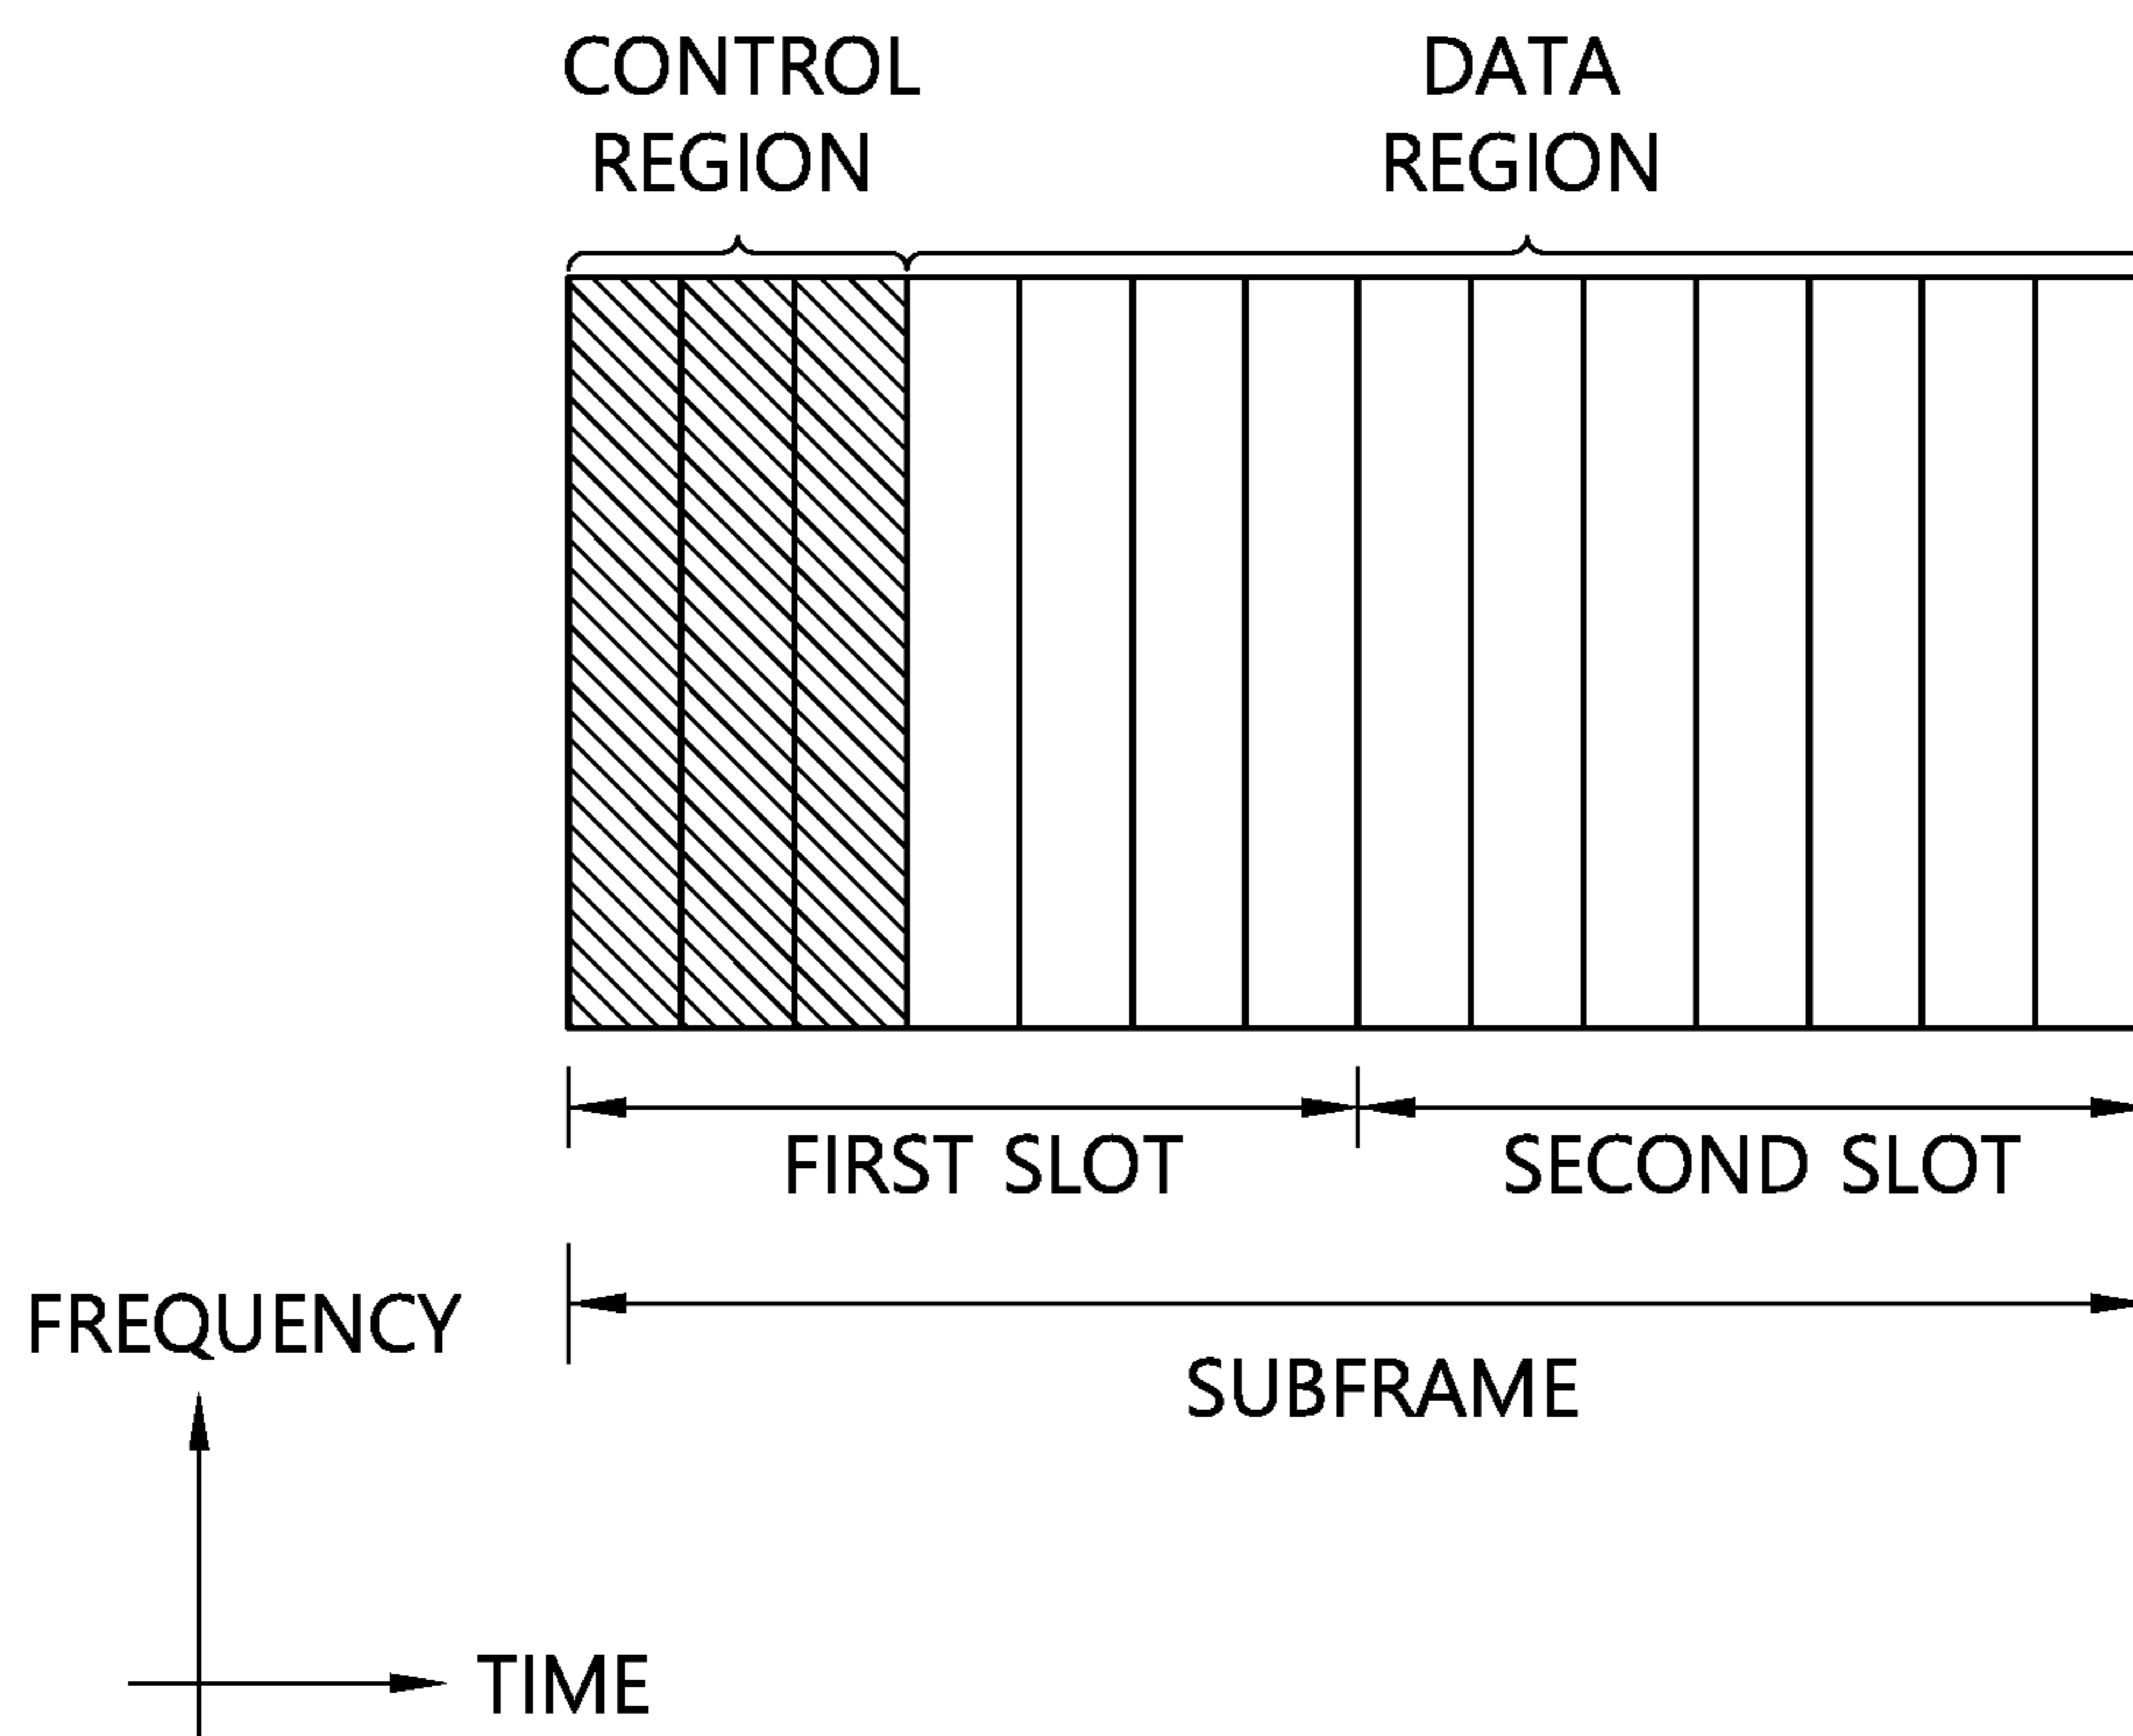 CONTROL
REGION
DATA
REGION
FIRST SLOT
SECOND SLOT
SUBFRAME
FREQUENCY
TIME